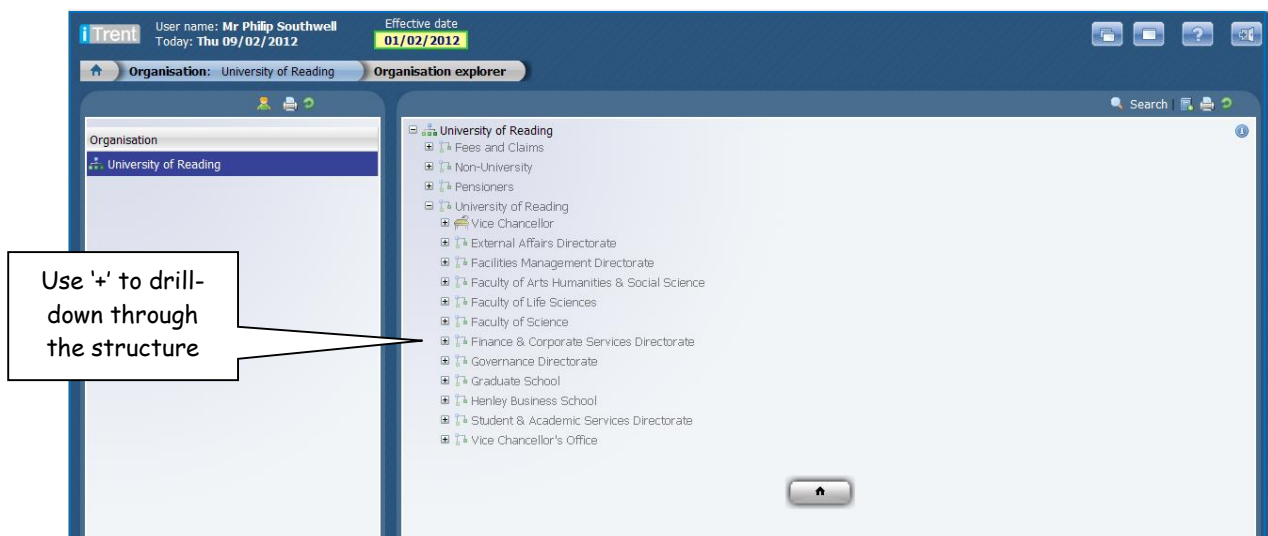 iTrent
User name: Mr Philip Southwell
Today: Thu 09/02/2012
Effective date
01/02/2012
?
Organisation: University of Reading
Organisation explorer
Search
Organisation
University of Reading
University of Reading
Fees and Claims
Non-University
Pensioners
University of Reading
Vice Chancellor
External Affairs Directorate
Facilities Management Directorate
Faculty of Arts Humanities & Social Science
Faculty of Life Sciences
Faculty of Science
Finance & Corporate Services Directorate
Governance Directorate
Graduate School
Henley Business School
Student & Academic Services Directorate
Vice Chancellor's Office
Use '+' to drill-
down through
the structure